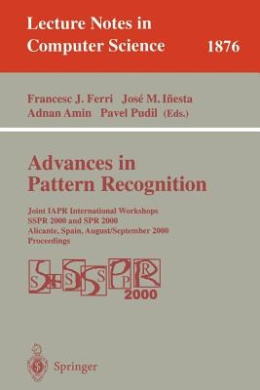 Lecture Notes in
Computer Science 1876
Francesc J. Ferri José M. Iñesta
Adnan Amin Pavel Pudil (Eds.)
Advances in
Pattern Recognition
Joint IAPR International Workshops
SSPR 2000 and SPR 2000
Alicante, Spain, August/September 2000
Proceedings
S+SSSPR
2000
Springer